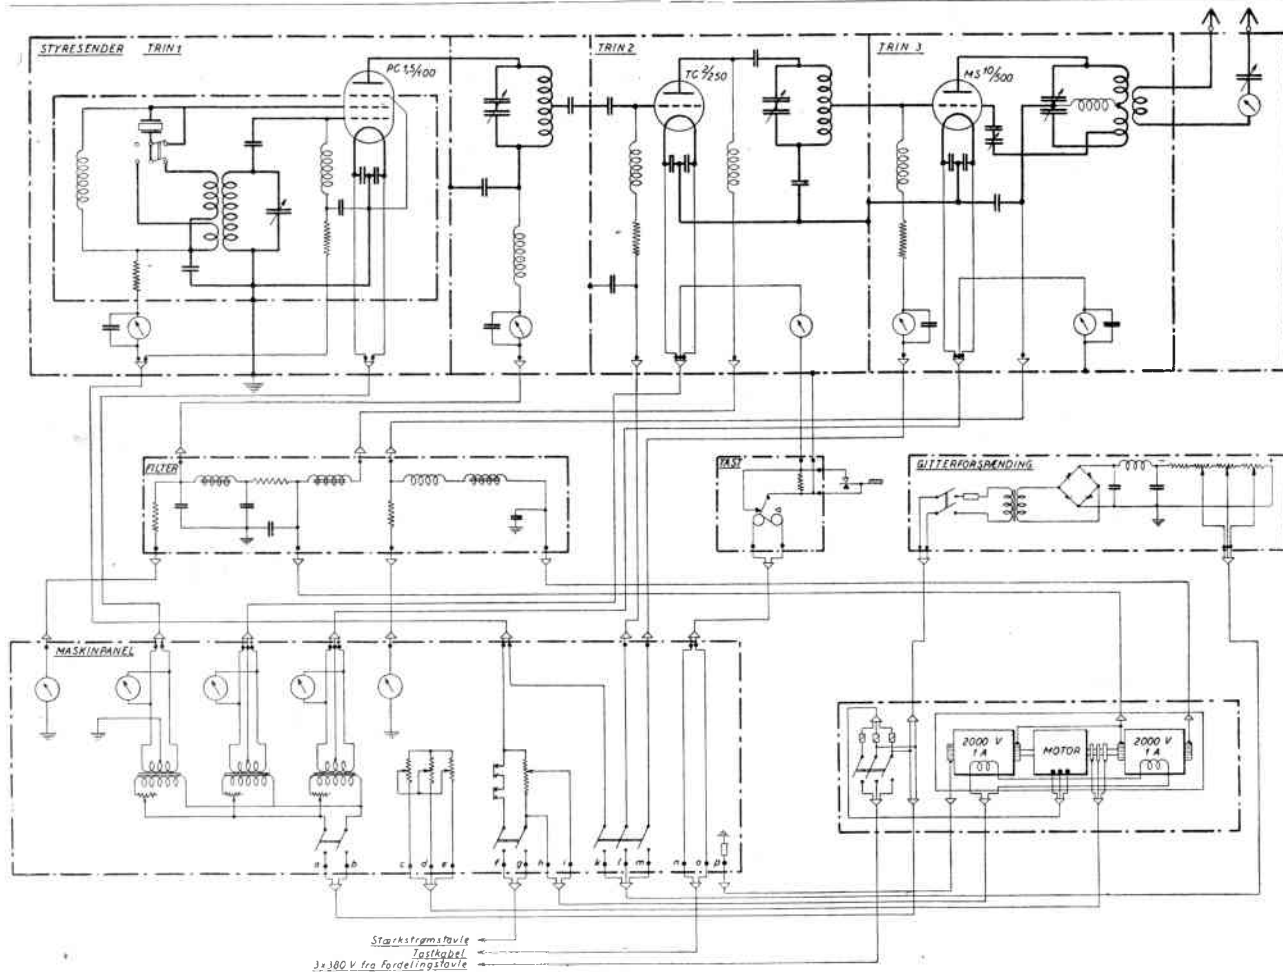 STYRESENDER TRIN 1
TRIN 2
TRIN 3
PC 1,5/100
TC 2/250
MS 10/500
FILTER
TAST
GITTERFORSPÆNDING
MASKINPANEL
2000 V
1 A
MOTOR
2000 V
1 A
a b c d e f g h i k l m n o p
Stærkstrømstavle
Tastkabel
3x380 V fra Fordelingstavle